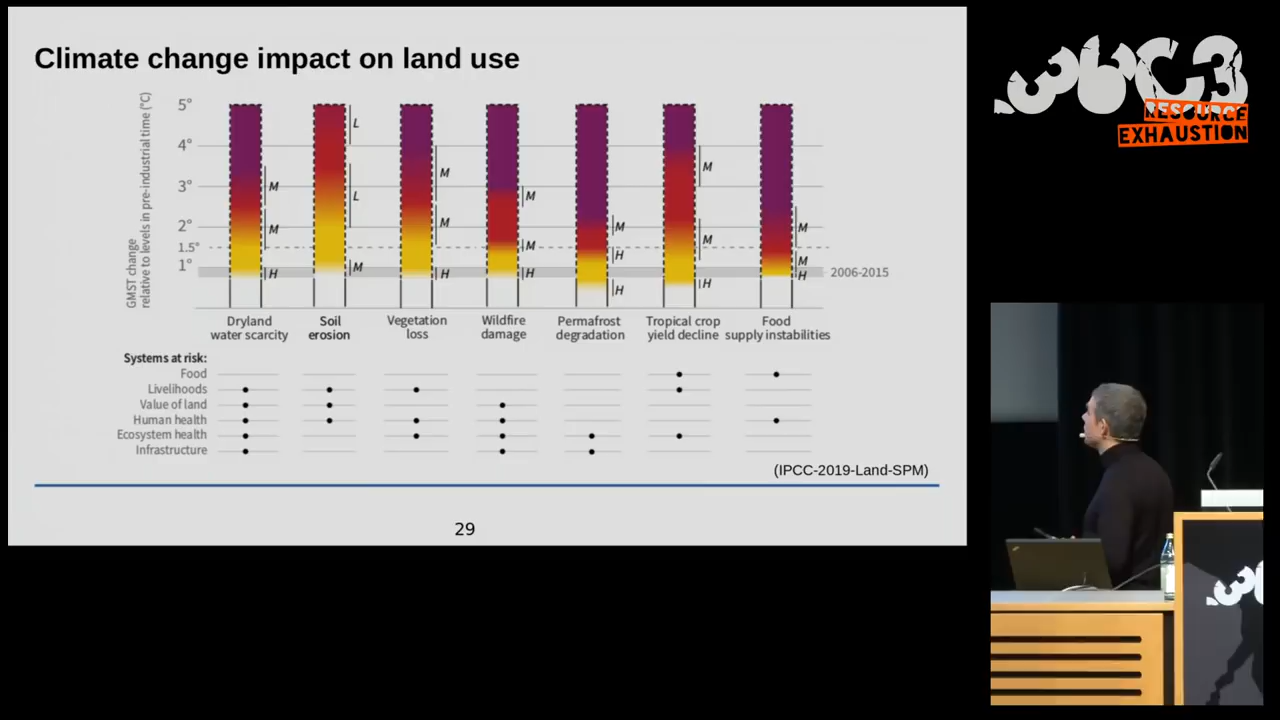 Climate change impact on land use
GMST change
relative to levels in pre-industrial time (°C)
5°
4°
3°
2°
1.5°
1°
M
M
H
L
L
M
M
M
H
M
M
H
M
H
H
M
M
H
M
M
H
2006-2015
Dryland
water scarcity
Soil
erosion
Vegetation
loss
Wildfire
damage
Permafrost
degradation
Tropical crop
yield decline
Food
supply instabilities
Systems at risk:
Food
Livelihoods
Value of land
Human health
Ecosystem health
Infrastructure
(IPCC-2019-Land-SPM)
29
36C3
RESOURCE
EXHAUSTION